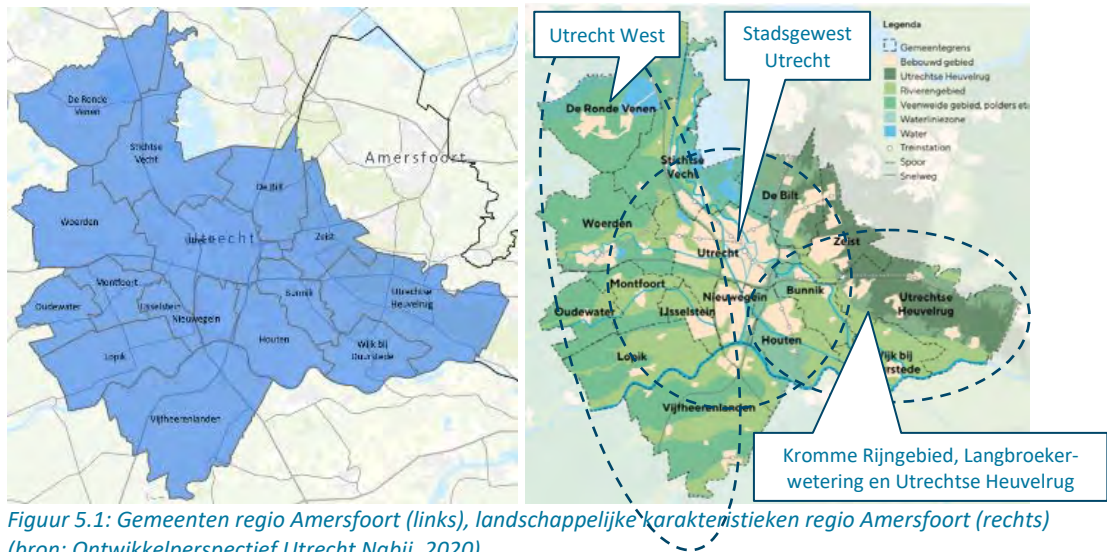 De Ronde
Venen
Stichtse
Vecht
De Bilt
Amersfoort
Woerden
Utrecht
Zeist
Montfoort
Oudewater
IJsselstein
Nieuwegein
Bunnik
Utrechtse
Heuvelrug
Lopik
Houten
Wijk bij
Duurstede
Vijfheerenlanden
Utrecht West
Stadsgewest
Utrecht
Legenda
Gemeentegrens
Bebouwd gebied
Utrechtse Heuvelrug
Rivierengebied
Veenweide gebied, polders etc
Waterliniezone
Water
Treinstation
Spoor
Snelweg
De Ronde Venen
Stichtse
Vecht
De Bilt
Woerden
Utrecht
Zeist
Montfoort
Nieuwegein
Bunnik
Utrechtse
Heuvelrug
Oudewater
IJsselstein
Houten
Lopik
Vijfheerenlanden
Kromme Rijngebied, Langbroeker-
wetering en Utrechtse Heuvelrug
Figuur 5.1: Gemeenten regio Amersfoort (links), landschappelijke karakteristieken regio Amersfoort (rechts)
(bron: Ontwikkelperspectief Utrecht Nabij, 2020)